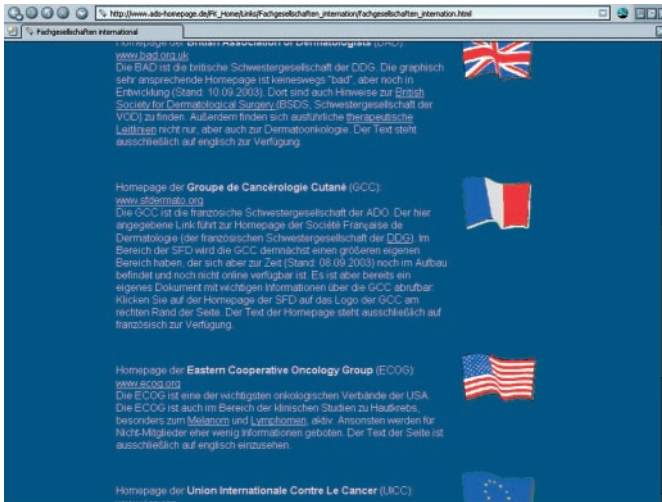 http://www.ado-homepage.de/FK_Home/Links/Fachgesellschaften_internation/fachgesellschaften_internation.html
Fachgesellschaften international
Homepage der British Association of Dermatologists (BAD):
www.bad.org.uk
Die BAD ist die britische Schwestergesellschaft der DDG. Die graphisch
sehr ansprechende Homepage ist keineswegs "bad", aber noch in
Entwicklung (Stand: 10.09.2003). Dort sind auch Hinweise zur British
Society for Dermatological Surgery (BSDS, Schwestergesellschaft der
VOD) zu finden. Außerdem finden sich ausführliche therapeutische
Leitlinien nicht nur, aber auch zur Dermatoonkologie. Der Text steht
ausschließlich auf englisch zur Verfügung.
Homepage der Groupe de Cancérologie Cutané (GCC):
www.sfdermato.org
Die GCC ist die französiche Schwestergesellschaft der ADO. Der hier
angegebene Link führt zur Homepage der Société Française de
Dermatologie (der französischen Schwestergesellschaft der DDG). Im
Bereich der SFD wird die GCC demnächst einen größeren eigenen
Bereich haben, der sich aber zur Zeit (Stand: 08.09.2003) noch im Aufbau
befindet und noch nicht online verfügbar ist. Es ist aber bereits ein
eigenes Dokument mit wichtigen Informationen über die GCC abrufbar:
Klicken Sie auf der Homepage der SFD auf das Logo der GCC am
rechten Rand der Seite. Der Text der Homepage steht ausschließlich auf
französisch zur Verfügung.
Homepage der Eastern Cooperative Oncology Group (ECOG):
www.ecog.org
Die ECOG ist eine der wichtigsten onkologischen Verbände der USA.
Die ECOG ist auch im Bereich der klinischen Studien zu Hautkrebs,
besonders zum Melanom und Lymphomen, aktiv. Ansonsten werden für
Nicht-Mitglieder eher wenig Informationen geboten. Der Text der Seite ist
ausschließlich auf englisch einzusehen.
Homepage der Union Internationale Contre Le Cancer (UICC):